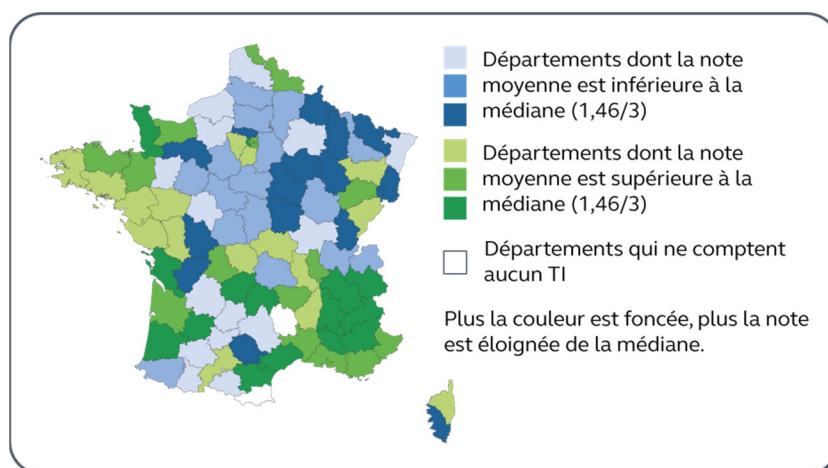 Départements dont la note
moyenne est inférieure à la
médiane (1,46/3)
Départements dont la note
moyenne est supérieure à la
médiane (1,46/3)
Départements qui ne comptent
aucun TI
Plus la couleur est foncée, plus la note
est éloignée de la médiane.